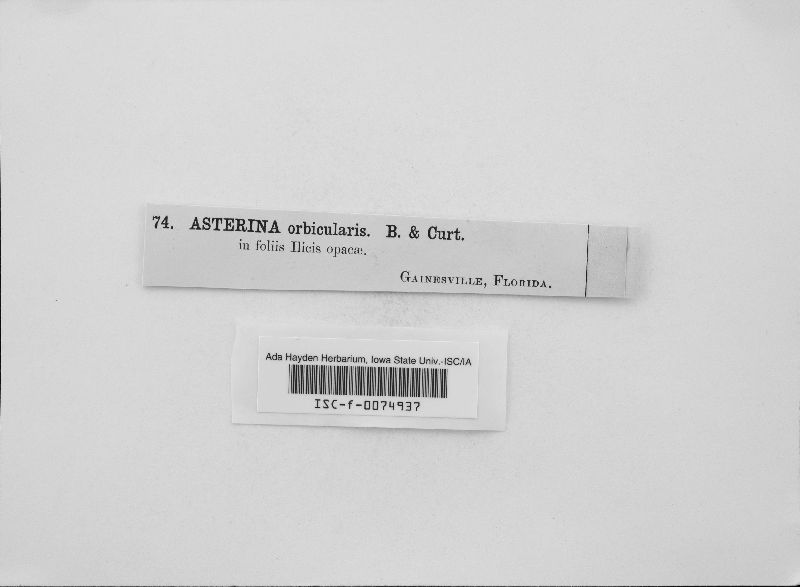 74. ASTERINA orbicularis. B. & Curt.
in foliis Ilicis opacæ.
GAINESVILLE, FLORIDA.
Ada Hayden Herbarium, Iowa State Univ.-ISC/IA
ISC-f-0074937